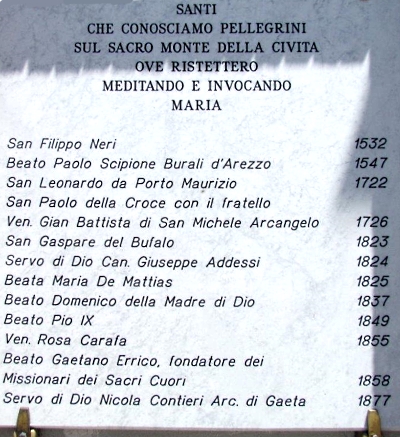 SANTI
CHE CONOSCIAMO PELLEGRINI
SUL SACRO MONTE DELLA CIVITA
OVE RISTETTERO
MEDITANDO E INVOCANDO
MARIA
San Filippo Neri 1532
Beato Paolo Scipione Burali d'Arezzo 1547
San Leonardo da Porto Maurizio 1722
San Paolo della Croce con il fratello
Ven. Gian Battista di San Michele Arcangelo 1726
San Gaspare del Bufalo 1823
Servo di Dio Can. Giuseppe Addessi 1824
Beata Maria De Mattias 1825
Beato Domenico della Madre di Dio 1837
Beato Pio IX 1849
Ven. Rosa Carafa 1855
Beato Gaetano Errico, fondatore dei
Missionari dei Sacri Cuori 1858
Servo di Dio Nicola Contieri Arc. di Gaeta 1877